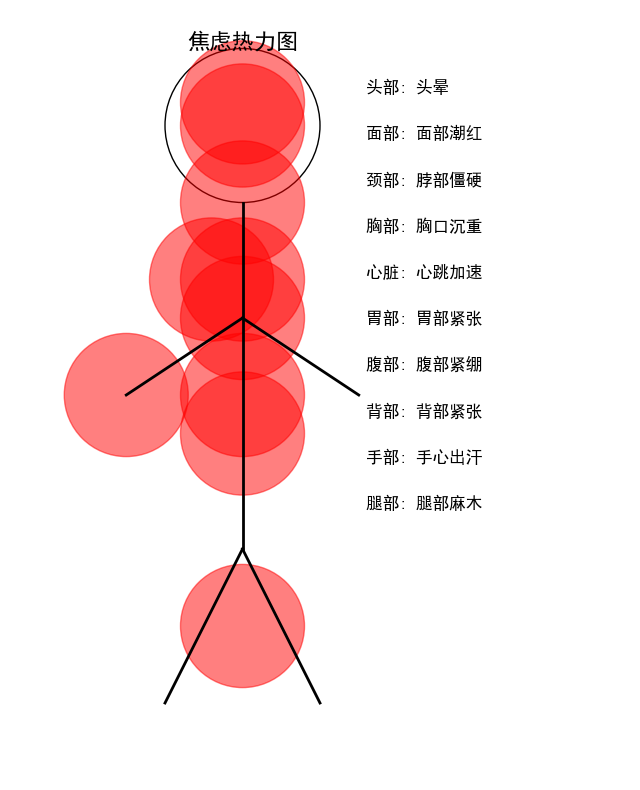 焦虑热力图
头部: 头晕
面部: 面部潮红
颈部: 脖部僵硬
胸部: 胸口沉重
心脏: 心跳加速
胃部: 胃部紧张
腹部: 腹部紧绷
背部: 背部紧张
手部: 手心出汗
腿部: 腿部麻木